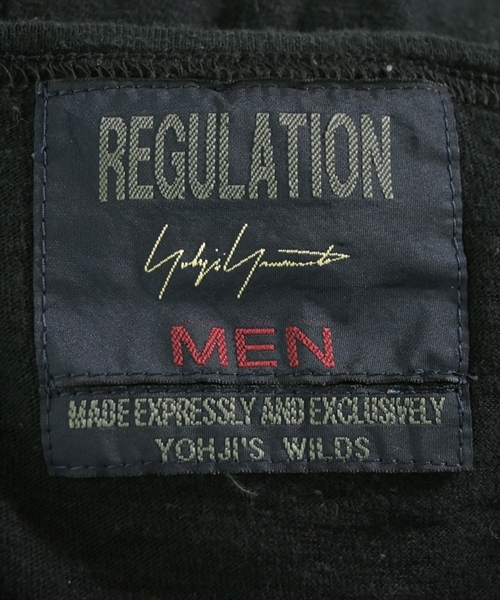 REGULATION
Yohji Yamamoto
MEN
MADE EXPRESSLY AND EXCLUSIVELY
YOHJI'S WILDS